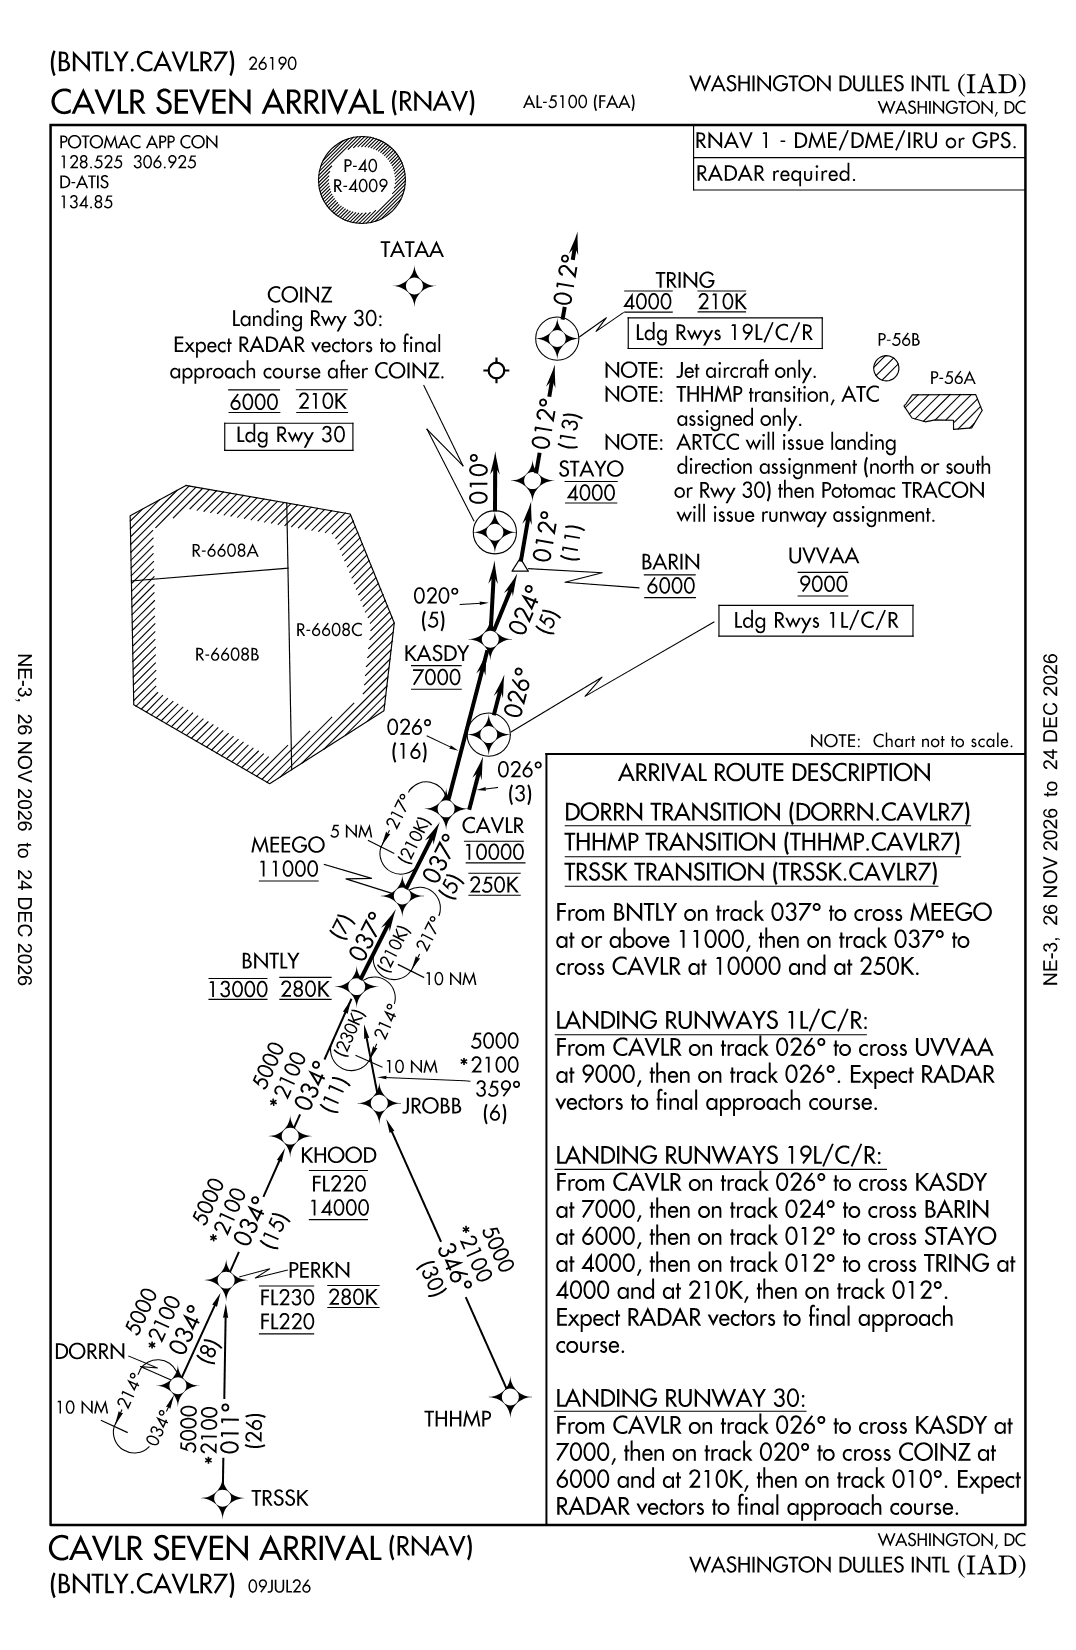 (BNTLY.CAVLR7) 26190
CAVLR SEVEN ARRIVAL (RNAV)
AL-5100 (FAA)
WASHINGTON DULLES INTL (IAD)
WASHINGTON, DC
POTOMAC APP CON
128.525 306.925
D-ATIS
134.85
P-40
R-4009
RNAV 1 - DME/DME/IRU or GPS.
RADAR required.
TATAA
COINZ
Landing Rwy 30:
Expect RADAR vectors to final
approach course after COINZ.
6000 210K
Ldg Rwy 30
012°
TRING
4000 210K
Ldg Rwys 19L/C/R
P-56B
P-56A
NOTE: Jet aircraft only.
NOTE: THHMP transition, ATC
assigned only.
NOTE: ARTCC will issue landing
direction assignment (north or south
or Rwy 30) then Potomac TRACON
will issue runway assignment.
012°
(13)
010°
STAYO
4000
012°
(11)
BARIN
6000
UVVAA
9000
Ldg Rwys 1L/C/R
R-6608A
R-6608B
R-6608C
020°
(5)
024°
(5)
KASDY
7000
026°
026°
(16)
026°
(3)
NOTE: Chart not to scale.
5 NM
217°
(210K)
CAVLR
10000
250K
MEEGO
11000
037°
(5)
(7)
037°
(210K)
217°
10 NM
BNTLY
13000 280K
(230K)
214°
10 NM
5000
*2100
359°
(6)
JROBB
5000
*2100
034°
(11)
KHOOD
FL220
14000
5000
*2100
034°
(15)
5000
*2100
346°
(30)
PERKN
FL230 280K
FL220
5000
*2100
034°
(8)
DORRN
10 NM
214°
034°
5000
*2100
011°
(26)
THHMP
TRSSK
ARRIVAL ROUTE DESCRIPTION
DORRN TRANSITION (DORRN.CAVLR7)
THHMP TRANSITION (THHMP.CAVLR7)
TRSSK TRANSITION (TRSSK.CAVLR7)
From BNTLY on track 037° to cross MEEGO
at or above 11000, then on track 037° to
cross CAVLR at 10000 and at 250K.
LANDING RUNWAYS 1L/C/R:
From CAVLR on track 026° to cross UVVAA
at 9000, then on track 026°. Expect RADAR
vectors to final approach course.
LANDING RUNWAYS 19L/C/R:
From CAVLR on track 026° to cross KASDY
at 7000, then on track 024° to cross BARIN
at 6000, then on track 012° to cross STAYO
at 4000, then on track 012° to cross TRING at
4000 and at 210K, then on track 012°.
Expect RADAR vectors to final approach
course.
LANDING RUNWAY 30:
From CAVLR on track 026° to cross KASDY at
7000, then on track 020° to cross COINZ at
6000 and at 210K, then on track 010°. Expect
RADAR vectors to final approach course.
NE-3, 26 NOV 2026 to 24 DEC 2026
NE-3, 26 NOV 2026 to 24 DEC 2026
CAVLR SEVEN ARRIVAL (RNAV)
(BNTLY.CAVLR7) 09JUL26
WASHINGTON, DC
WASHINGTON DULLES INTL (IAD)